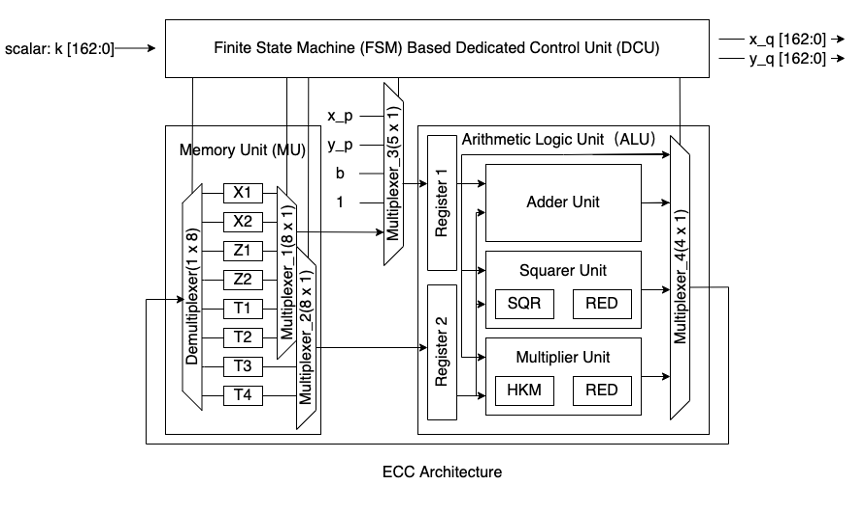 Finite State Machine (FSM) Based Dedicated Control Unit (DCU)
scalar: k [162:0]
x_q [162:0]
y_q [162:0]
Memory Unit (MU)
Demultiplexer(1 x 8)
X1
X2
Z1
Z2
T1
T2
T3
T4
Multiplexer_1(8 x 1)
Multiplexer_2(8 x 1)
x_p
y_p
b
1
Multiplexer_3(5 x 1)
Arithmetic Logic Unit (ALU)
Register 1
Register 2
Adder Unit
Squarer Unit
SQR
RED
Multiplier Unit
HKM
RED
Multiplexer_4(4 x 1)
ECC Architecture